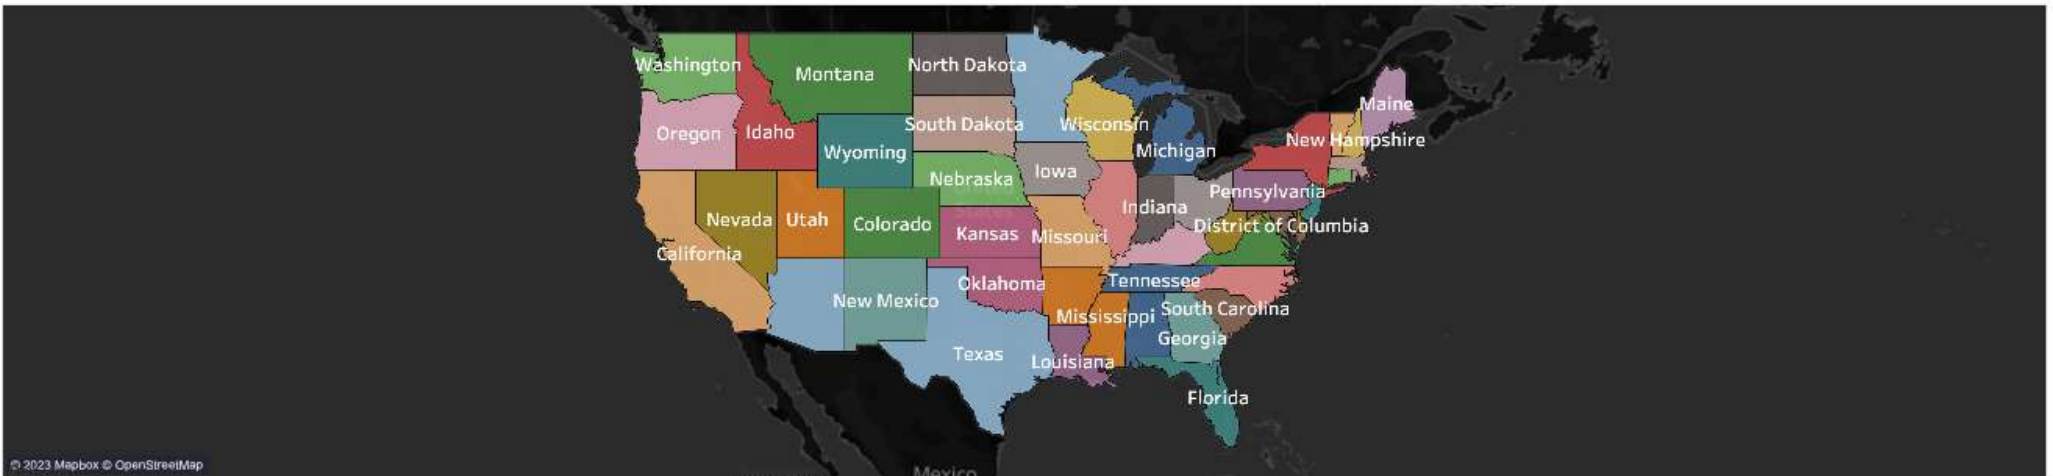 Washington
Montana
North Dakota
Maine
Oregon
Idaho
South Dakota
Wisconsin
New Hampshire
Wyoming
Michigan
Iowa
Nebraska
Pennsylvania
Indiana
States
Nevada
Utah
Colorado
Kansas
Missouri
District of Columbia
California
Oklahoma
Tennessee
New Mexico
South Carolina
Mississippi
Georgia
Texas
Louisiana
Florida
© 2023 Mapbox © OpenStreetMap
Mexico